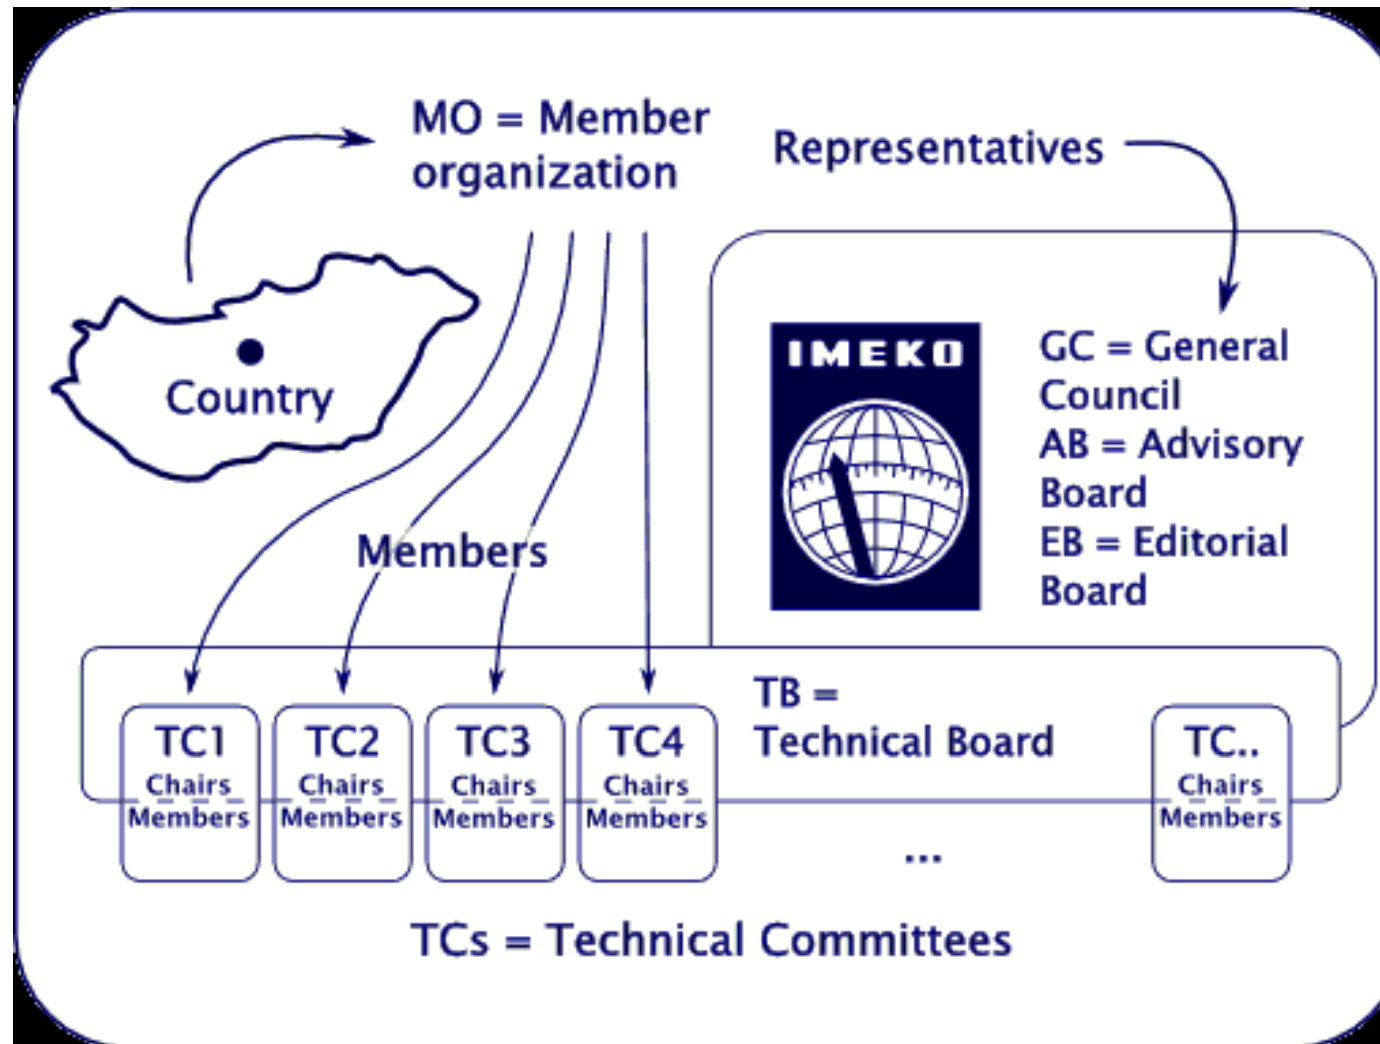 MO = Member
organization
Representatives
Country
IMEKO
GC = General
Council
AB = Advisory
Board
EB = Editorial
Board
Members
TB =
Technical Board
TC1
Chairs
Members
TC2
Chairs
Members
TC3
Chairs
Members
TC4
Chairs
Members
...
TC..
Chairs
Members
TCs = Technical Committees